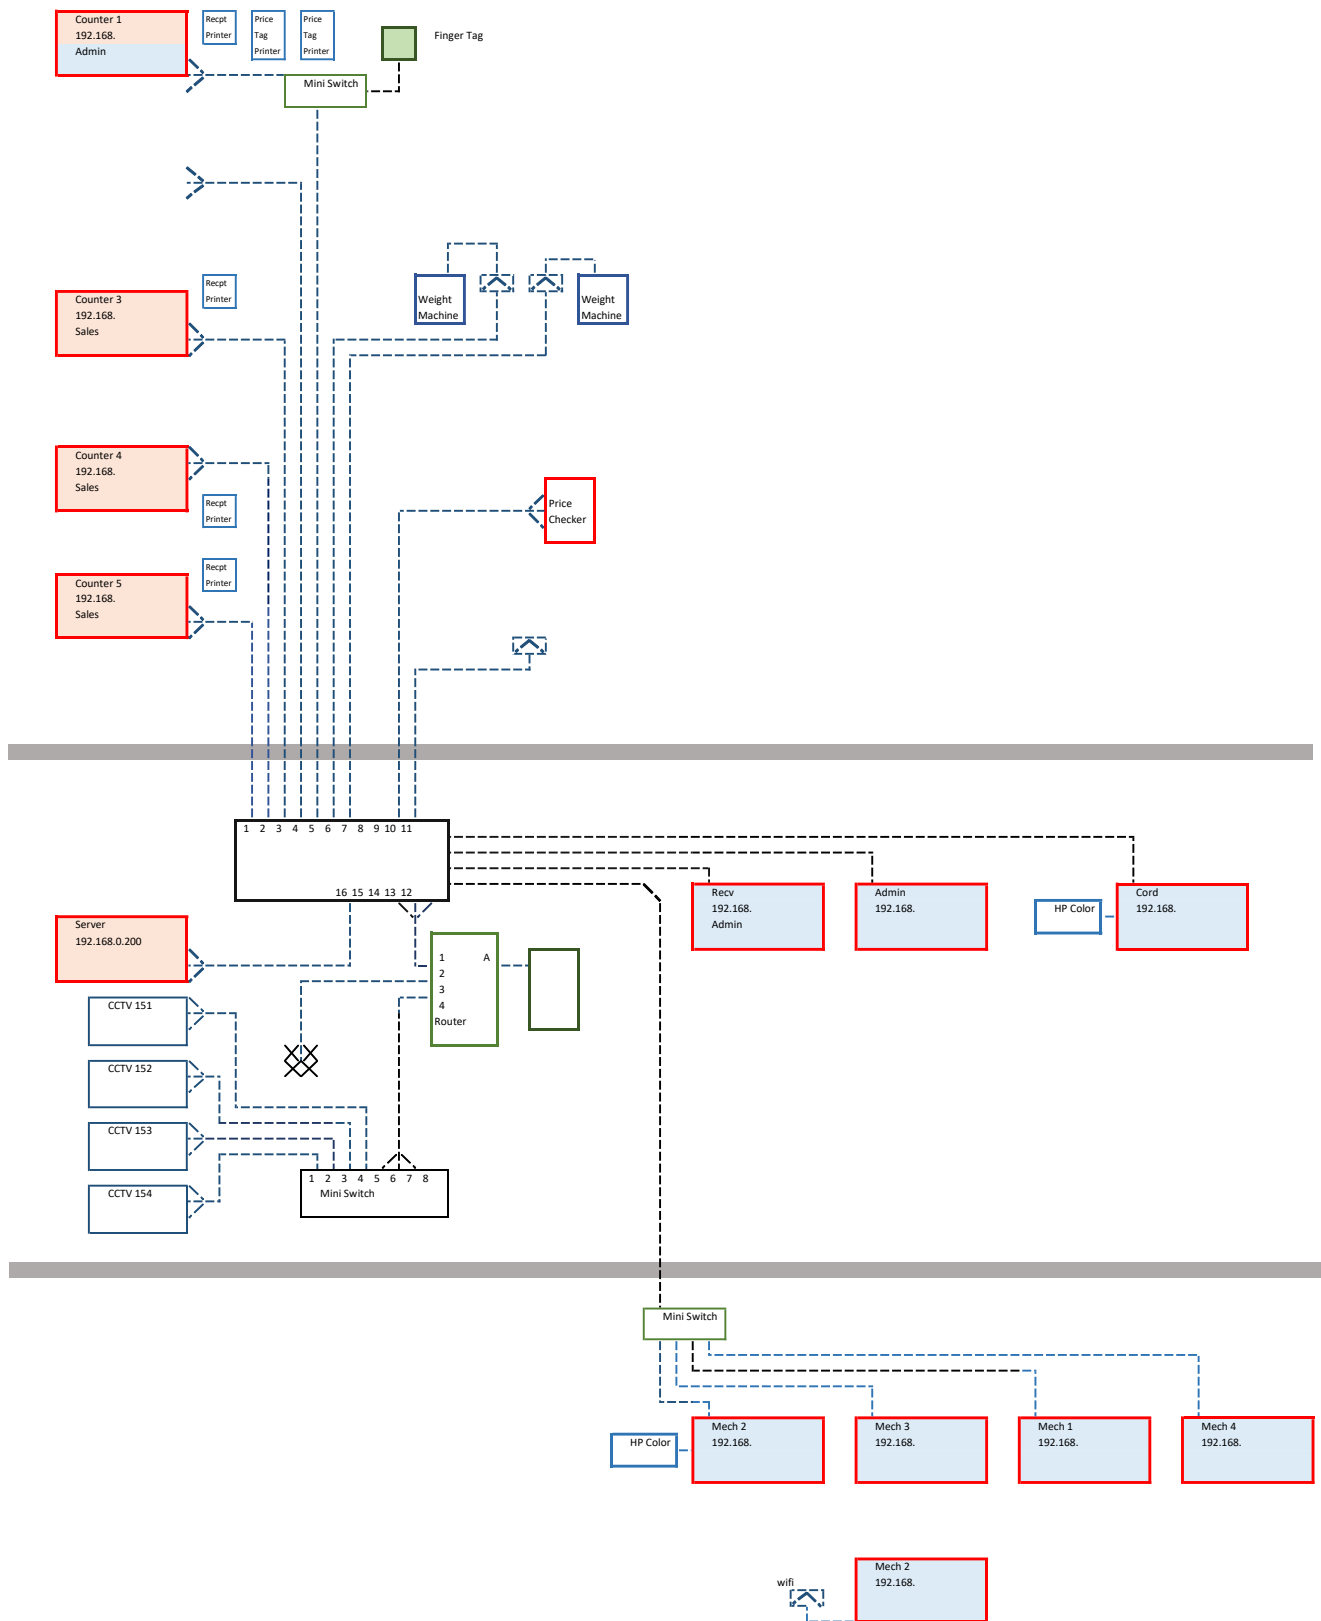 Counter 1
192.168.
Admin
Recpt
Printer
Price
Tag
Printer
Price
Tag
Printer
Finger Tag
Mini Switch
Recpt
Printer
Counter 3
192.168.
Sales
Weight
Machine
Weight
Machine
Counter 4
192.168.
Sales
Recpt
Printer
Price
Checker
Recpt
Printer
Counter 5
192.168.
Sales
1 2 3 4 5 6 7 8 9 10 11
16 15 14 13 12
Recv
192.168.
Admin
Admin
192.168.
HP Color
Cord
192.168.
Server
192.168.0.200
1 A
2
3
4
Router
CCTV 151
CCTV 152
CCTV 153
CCTV 154
1 2 3 4 5 6 7 8
Mini Switch
Mini Switch
HP Color
Mech 2
192.168.
Mech 3
192.168.
Mech 1
192.168.
Mech 4
192.168.
wifi
Mech 2
192.168.